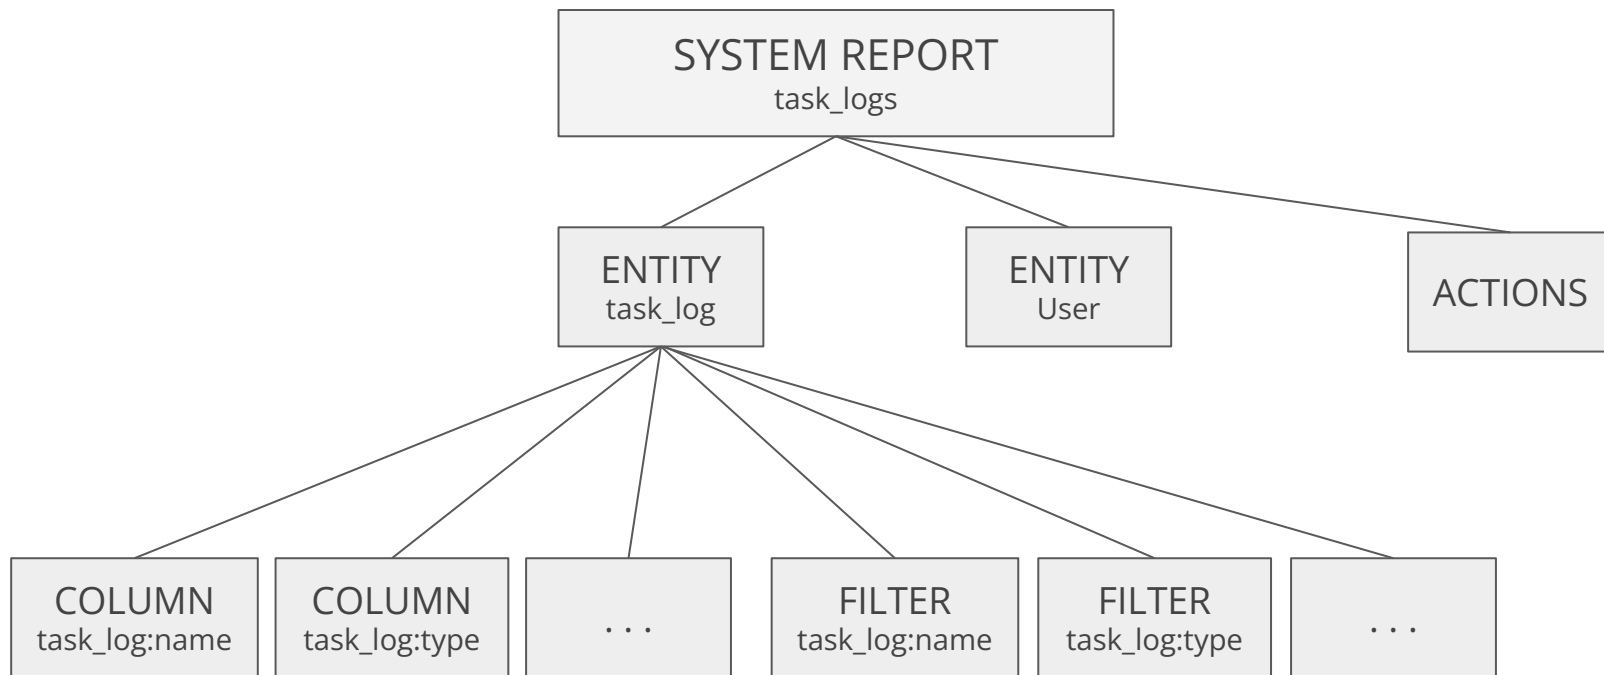 SYSTEM REPORT
task_logs
ENTITY
task_log
ENTITY
User
ACTIONS
COLUMN
task_log:name
COLUMN
task_log:type
. . .
FILTER
task_log:name
FILTER
task_log:type
. . .